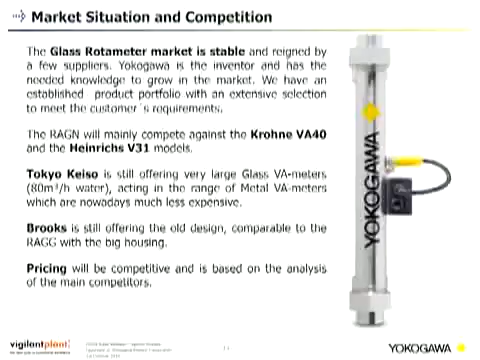 Market Situation and Competition
The Glass Rotameter market is stable and reigned by
a few suppliers. Yokogawa is the inventor and has the
needed knowledge to grow in the market. We have an
established product portfolio with an extensive selection
to meet the customer´s requirements.
The RAGN will mainly compete against the Krohne VA40
and the Heinrichs V31 models.
Tokyo Keiso is still offering very large Glass VA-meters
(80m³/h water), acting in the range of Metal VA-meters
which are nowadays much less expensive.
Brooks is still offering the old design, comparable to the
RAGG with the big housing.
Pricing will be competitive and is based on the analysis
of the main competitors.
YOKOGAWA
vigilantplant
YOKOGAWA